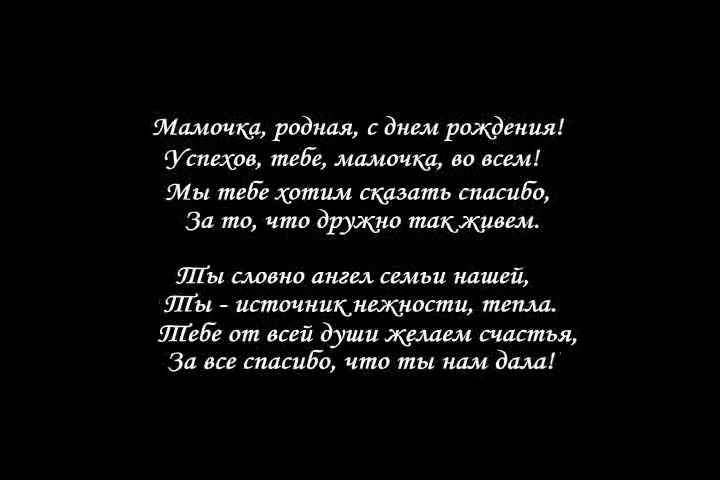 Мамочка, родная, с днем рождения!
Успехов, тебе, мамочка, во всем!
Мы тебе хотим сказать спасибо,
За то, что дружно так живем.
Ты словно ангел семьи нашей,
Ты - источник нежности, тепла.
Тебе от всей души желаем счастья,
За все спасибо, что ты нам дала!